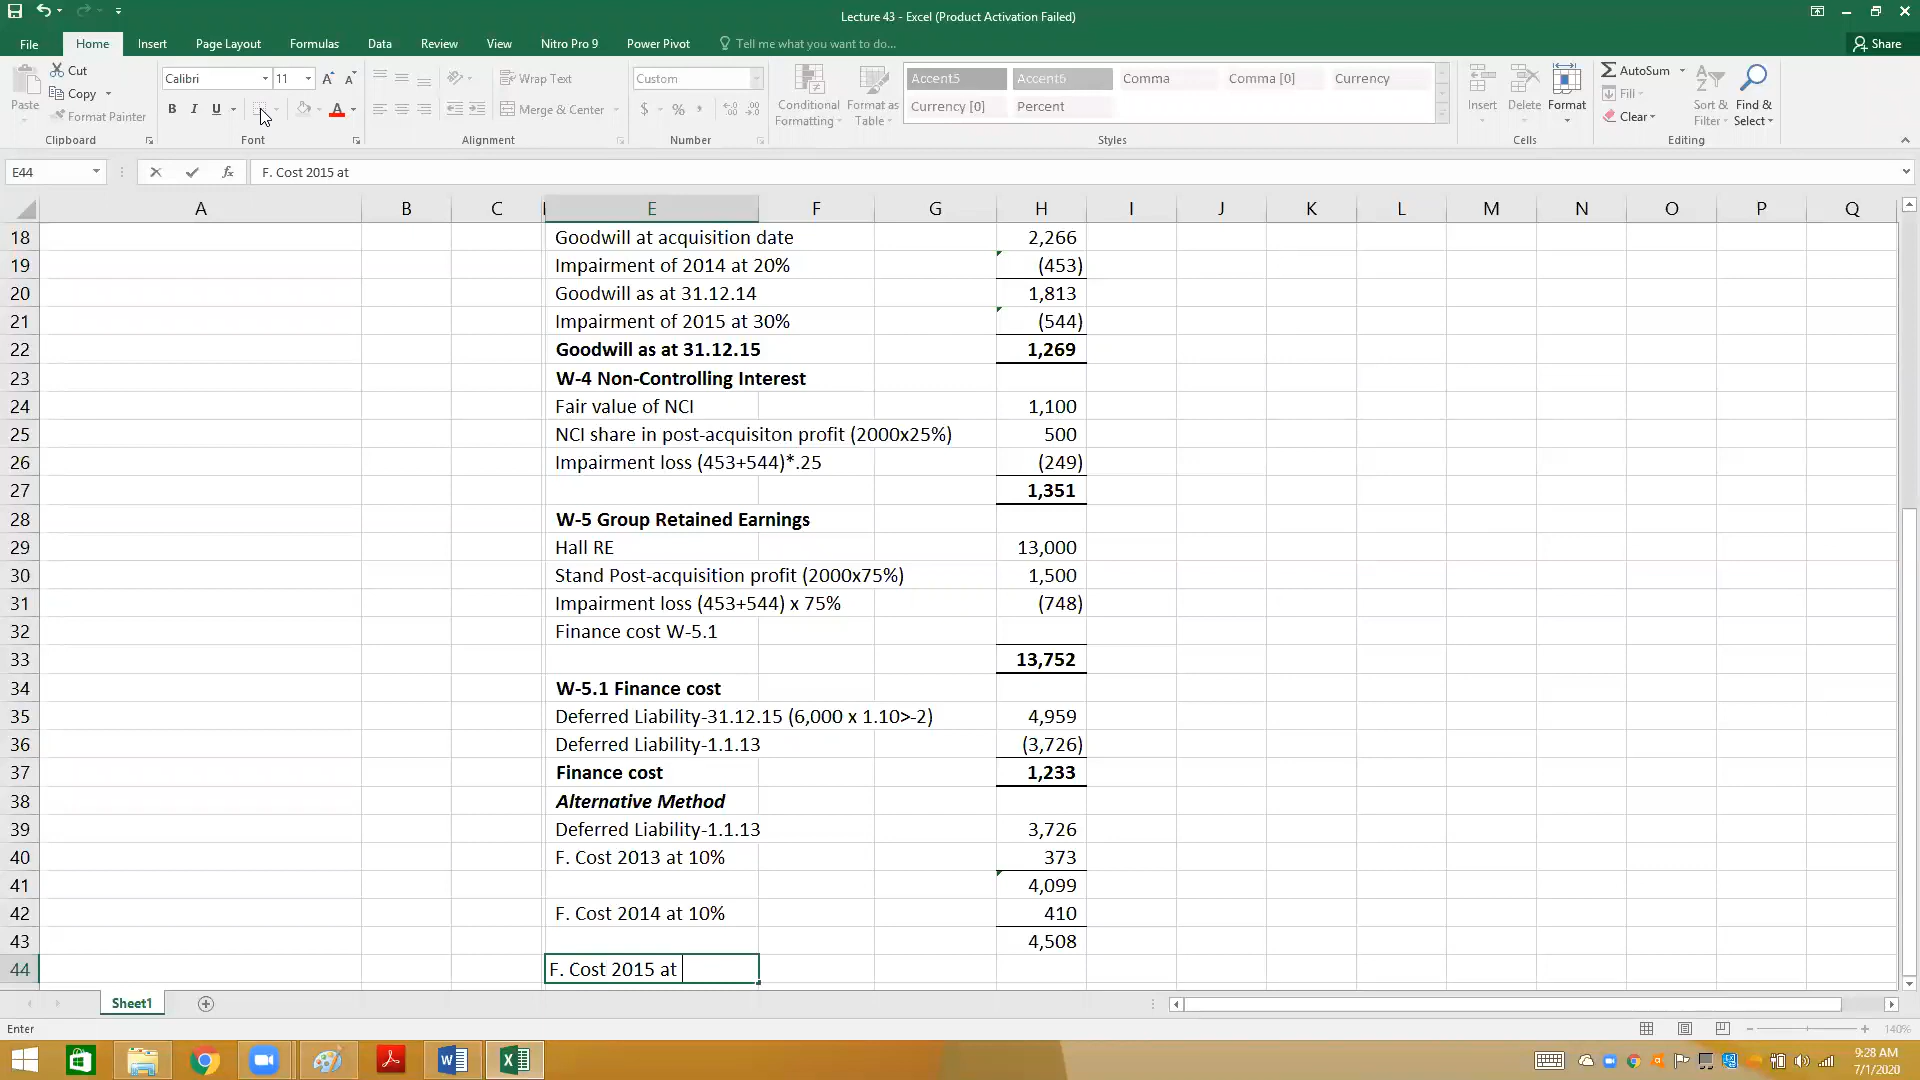 Lecture 43 - Excel (Product Activation Failed)
File Home Insert Page Layout Formulas Data Review View Nitro Pro 9 Power Pivot Tell me what you want to do... Share
Cut
Copy
Format Painter
Paste
Clipboard
Calibri 11
B I U
Font
Wrap Text
Merge & Center
Alignment
Custom
$ %
Number
Conditional Formatting
Format as Table
Accent5 Accent6 Comma Comma [0] Currency
Currency [0] Percent
Styles
Insert Delete Format
Cells
AutoSum
Fill
Clear
Sort & Filter
Find & Select
Editing
E44 fx F. Cost 2015 at
A B C E F G H I J K L M N O P Q
18 Goodwill at acquisition date 2,266
19 Impairment of 2014 at 20% (453)
20 Goodwill as at 31.12.14 1,813
21 Impairment of 2015 at 30% (544)
22 Goodwill as at 31.12.15 1,269
23 W-4 Non-Controlling Interest
24 Fair value of NCI 1,100
25 NCI share in post-acquisiton profit (2000x25%) 500
26 Impairment loss (453+544)*.25 (249)
27 1,351
28 W-5 Group Retained Earnings
29 Hall RE 13,000
30 Stand Post-acquisition profit (2000x75%) 1,500
31 Impairment loss (453+544) x 75% (748)
32 Finance cost W-5.1
33 13,752
34 W-5.1 Finance cost
35 Deferred Liability-31.12.15 (6,000 x 1.10>-2) 4,959
36 Deferred Liability-1.1.13 (3,726)
37 Finance cost 1,233
38 Alternative Method
39 Deferred Liability-1.1.13 3,726
40 F. Cost 2013 at 10% 373
41 4,099
42 F. Cost 2014 at 10% 410
43 4,508
44 F. Cost 2015 at
Sheet1
Enter 140%
9:28 AM
7/1/2020